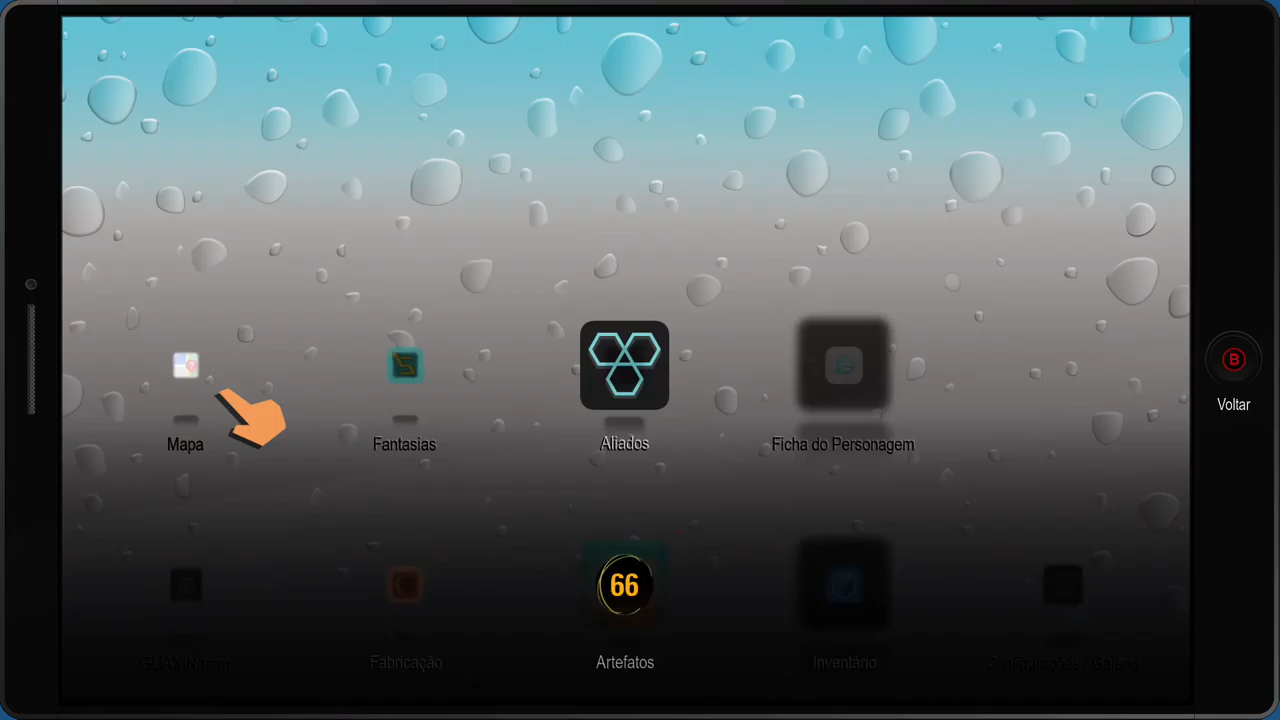 B
Voltar
Mapa
Fantasias
Aliados
Ficha do Personagem
66
Fabricação
Artefatos
Inventário